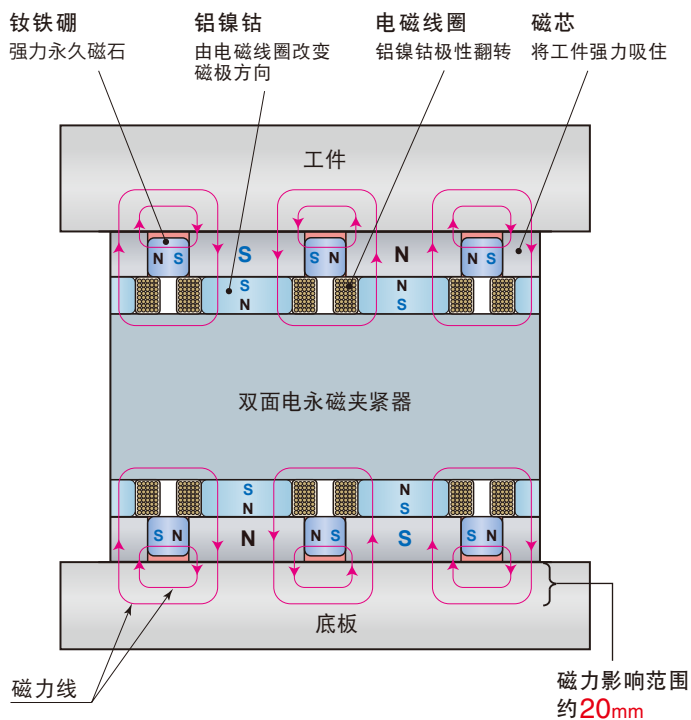 钕铁硼
强力永久磁石
铝镍钴
由电磁线圈改变
磁极方向
电磁线圈
铝镍钴极性翻转
磁芯
将工件强力吸住
工件
N S
S
S N
N
N S
S
N
N
S
双面电永磁夹紧器
S
N
N
S
S N
N
N S
S
S N
底板
磁力线
磁力影响范围
约20mm